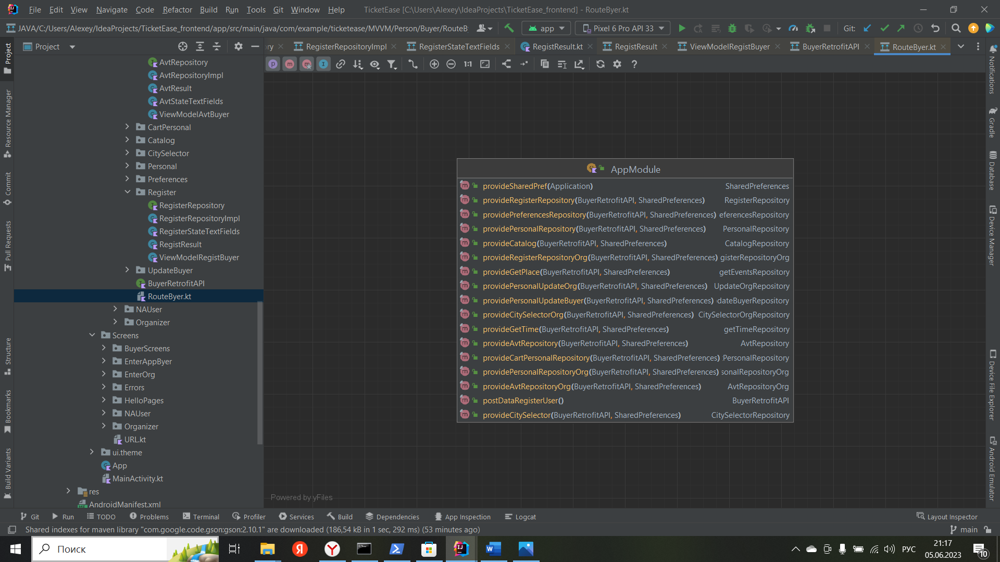 File Edit View Navigate Code Refactor Build Run Tools Git Window Help TicketEase [C:\Users\Alexey\IdeaProjects\TicketEase_frontend] - RouteByer.kt
JAVA/C:/Users/Alexey/IdeaProjects/TicketEase_frontend/app/src/main/java/com/example/ticketease/MVVM/Person/Buyer/RouteB app Pixel 6 Pro API 33 Git:
Project ry RegisterRepositoryImpl RegisterStateTextFields RegistResult.kt RegistResult ViewModelRegistBuyer BuyerRetrofitAPI RouteByer.kt
p m m I 1:1 ?
AvtRepository
AvtRepositoryImpl
AvtResult
AvtStateTextFields
ViewModelAvtBuyer
CartPersonal
Catalog
CitySelector
Personal
Preferences
Register
RegisterRepository
RegisterRepositoryImpl
RegisterStateTextFields
RegistResult
ViewModelRegistBuyer
UpdateBuyer
BuyerRetrofitAPI
RouteByer.kt
NAUser
Organizer
Screens
BuyerScreens
EnterAppByer
EnterOrg
Errors
HelloPages
NAUser
Organizer
URL.kt
ui.theme
App
MainActivity.kt
res
AndroidManifest.xml
Project
Resource Manager
Commit
Pull Requests
Structure
Bookmarks
Build Variants
AppModule
provideSharedPref(Application) SharedPreferences
provideRegisterRepository(BuyerRetrofitAPI, SharedPreferences) RegisterRepository
providePreferencesRepository(BuyerRetrofitAPI, SharedPreferences) eferencesRepository
providePersonalRepository(BuyerRetrofitAPI, SharedPreferences) PersonalRepository
provideCatalog(BuyerRetrofitAPI, SharedPreferences) CatalogRepository
provideRegisterRepositoryOrg(BuyerRetrofitAPI, SharedPreferences) gisterRepositoryOrg
provideGetPlace(BuyerRetrofitAPI, SharedPreferences) getEventsRepository
providePersonalUpdateOrg(BuyerRetrofitAPI, SharedPreferences) UpdateOrgRepository
providePersonalUpdateBuyer(BuyerRetrofitAPI, SharedPreferences) dateBuyerRepository
provideCitySelectorOrg(BuyerRetrofitAPI, SharedPreferences) CitySelectorOrgRepository
provideGetTime(BuyerRetrofitAPI, SharedPreferences) getTimeRepository
provideAvtRepository(BuyerRetrofitAPI, SharedPreferences) AvtRepository
provideCartPersonalRepository(BuyerRetrofitAPI, SharedPreferences) PersonalRepository
providePersonalRepositoryOrg(BuyerRetrofitAPI, SharedPreferences) sonalRepositoryOrg
provideAvtRepositoryOrg(BuyerRetrofitAPI, SharedPreferences) AvtRepositoryOrg
postDataRegisterUser() BuyerRetrofitAPI
provideCitySelector(BuyerRetrofitAPI, SharedPreferences) CitySelectorRepository
Powered by yFiles
Notifications
Gradle
Database
Device Manager
Device File Explorer
Android Emulator
Git Run TODO Problems Terminal Profiler Services Build Dependencies App Inspection Logcat Layout Inspector
Shared indexes for maven library "com.google.code.gson:gson:2.10.1" are downloaded (186,54 kB in 1 sec, 292 ms) (53 minutes ago) main
Поиск РУС 21:17
05.06.2023 10